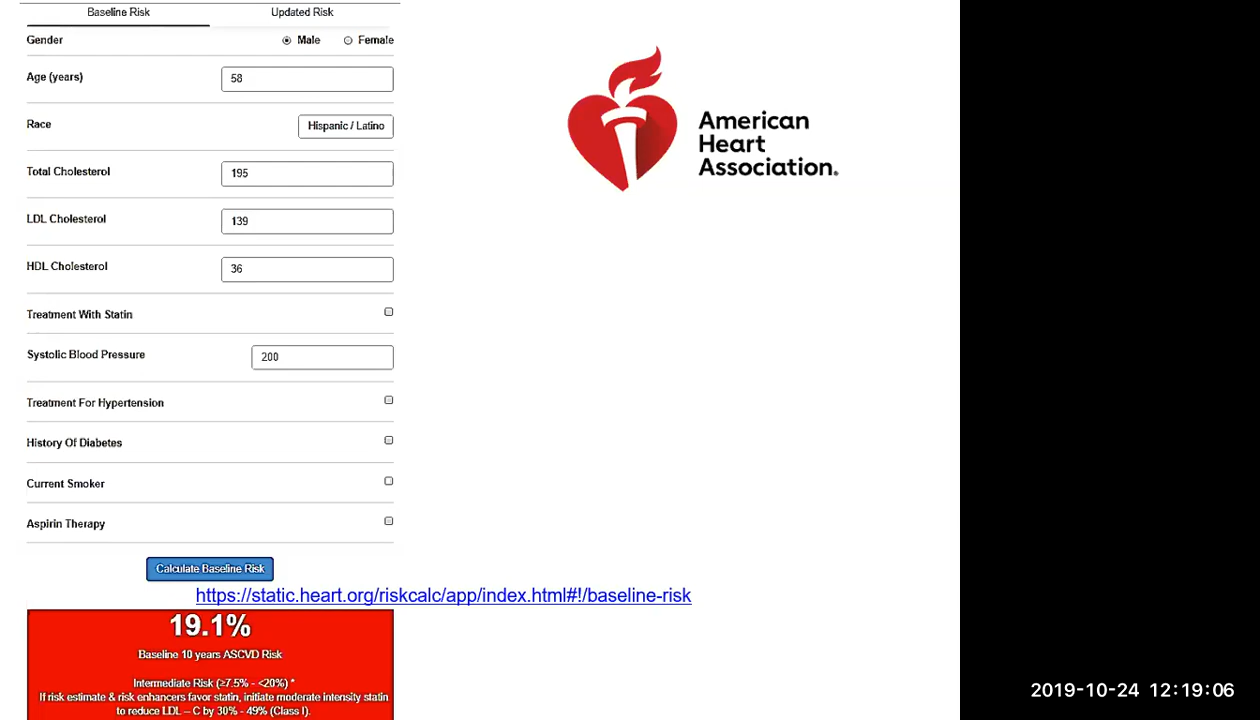 Baseline Risk Updated Risk
Gender Male Female
Age (years) 58
Race Hispanic / Latino
Total Cholesterol 195
LDL Cholesterol 139
HDL Cholesterol 36
Treatment With Statin
Systolic Blood Pressure 200
Treatment For Hypertension
History Of Diabetes
Current Smoker
Aspirin Therapy
Calculate Baseline Risk
https://static.heart.org/riskcalc/app/index.html#!/baseline-risk
19.1%
Baseline 10 years ASCVD Risk
Intermediate Risk (≥7.5% - <20%) *
If risk estimate & risk enhancers favor statin, initiate moderate intensity statin
to reduce LDL – C by 30% - 49% (Class I).
American
Heart
Association.
2019-10-24 12:19:06